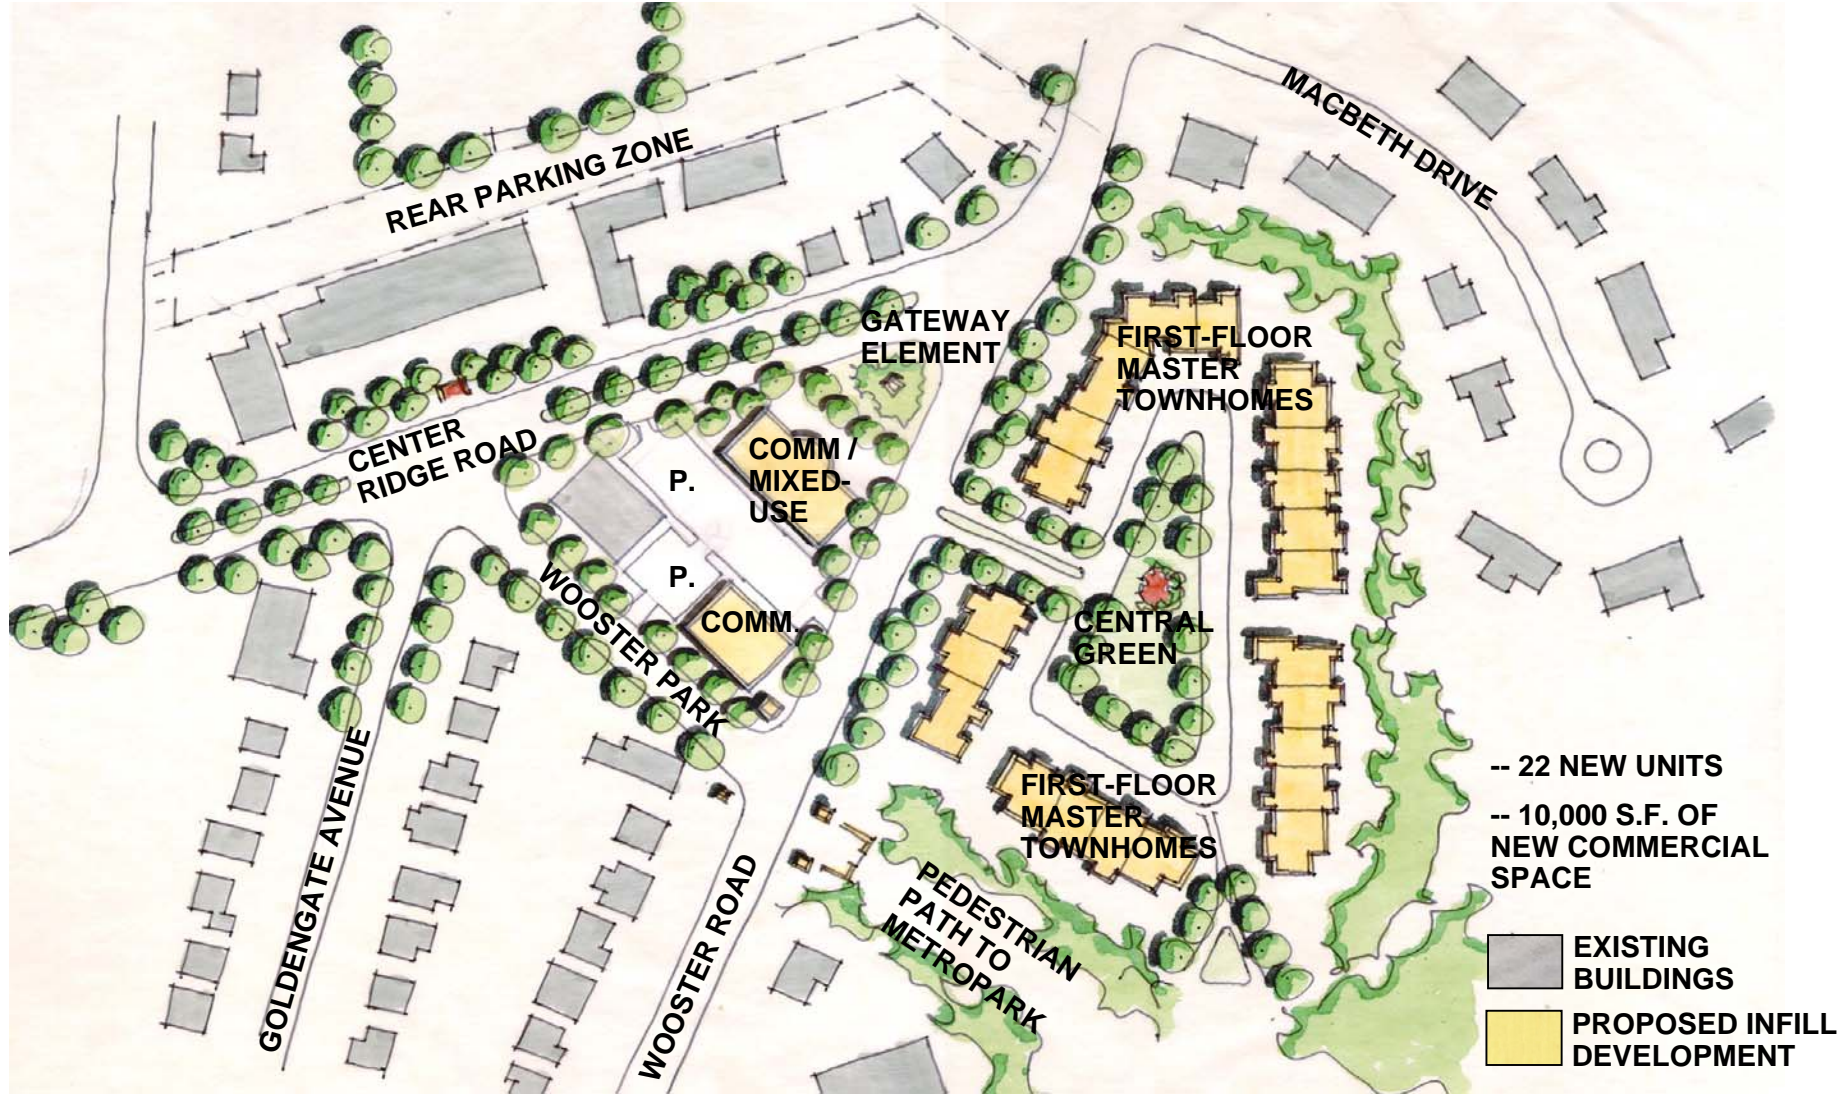 MACBETH DRIVE
REAR PARKING ZONE
GATEWAY
ELEMENT
FIRST-FLOOR
MASTER
TOWNHOMES
CENTER
RIDGE ROAD
COMM /
MIXED-
USE
P.
P.
WOOSTER PARK
COMM.
CENTRAL
GREEN
GOLDENGATE AVENUE
FIRST-FLOOR
MASTER
TOWNHOMES
WOOSTER ROAD
PEDESTRIAN
PATH TO
METROPARK
-- 22 NEW UNITS
-- 10,000 S.F. OF
NEW COMMERCIAL
SPACE
EXISTING
BUILDINGS
PROPOSED INFILL
DEVELOPMENT